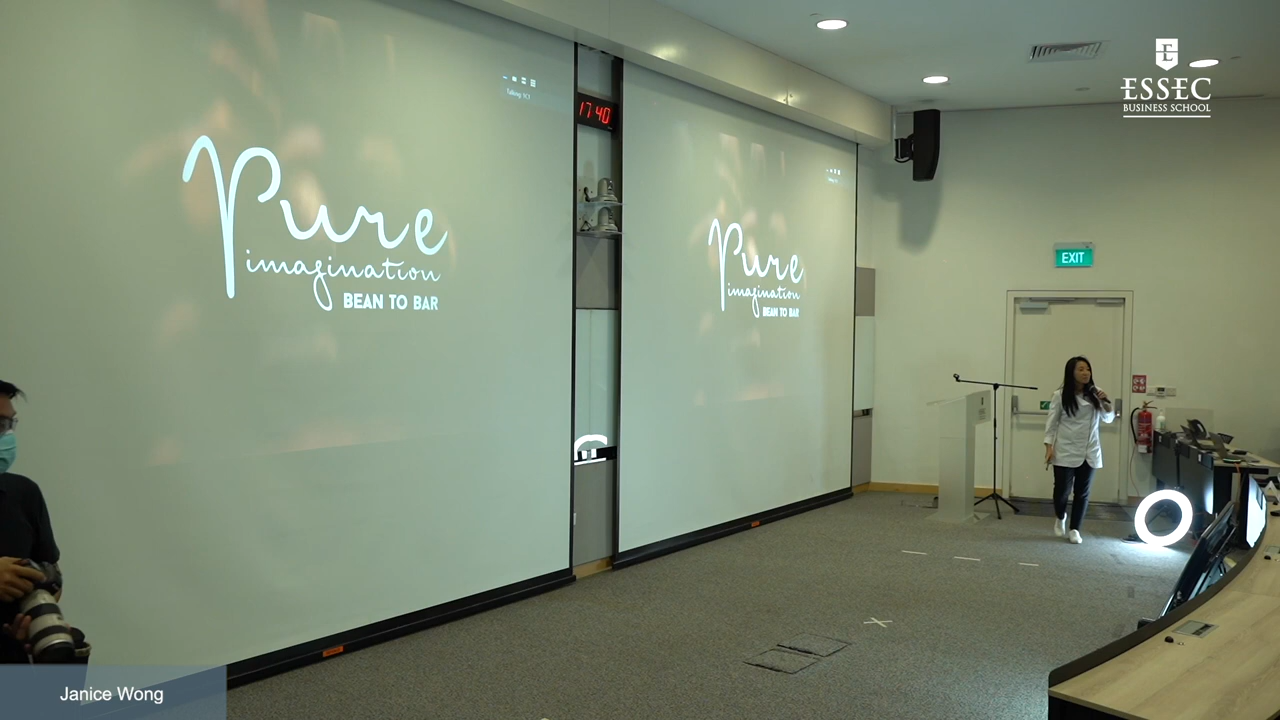 ESSEC
BUSINESS SCHOOL
17 40
Pure
imagination
BEAN TO BAR
Pure
imagination
BEAN TO BAR
EXIT
Janice Wong